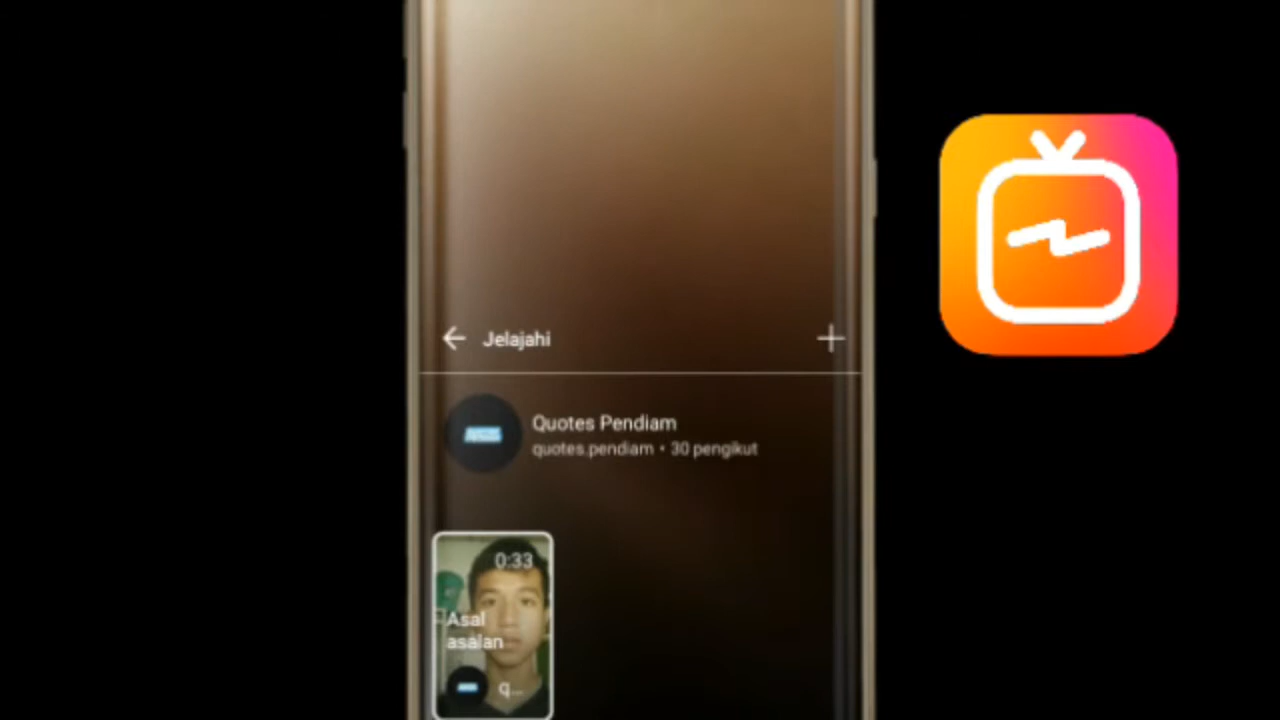 Jelajahi
Quotes Pendiam
quotes.pendiam • 30 pengikut
0:33
Asal
asalan
q...